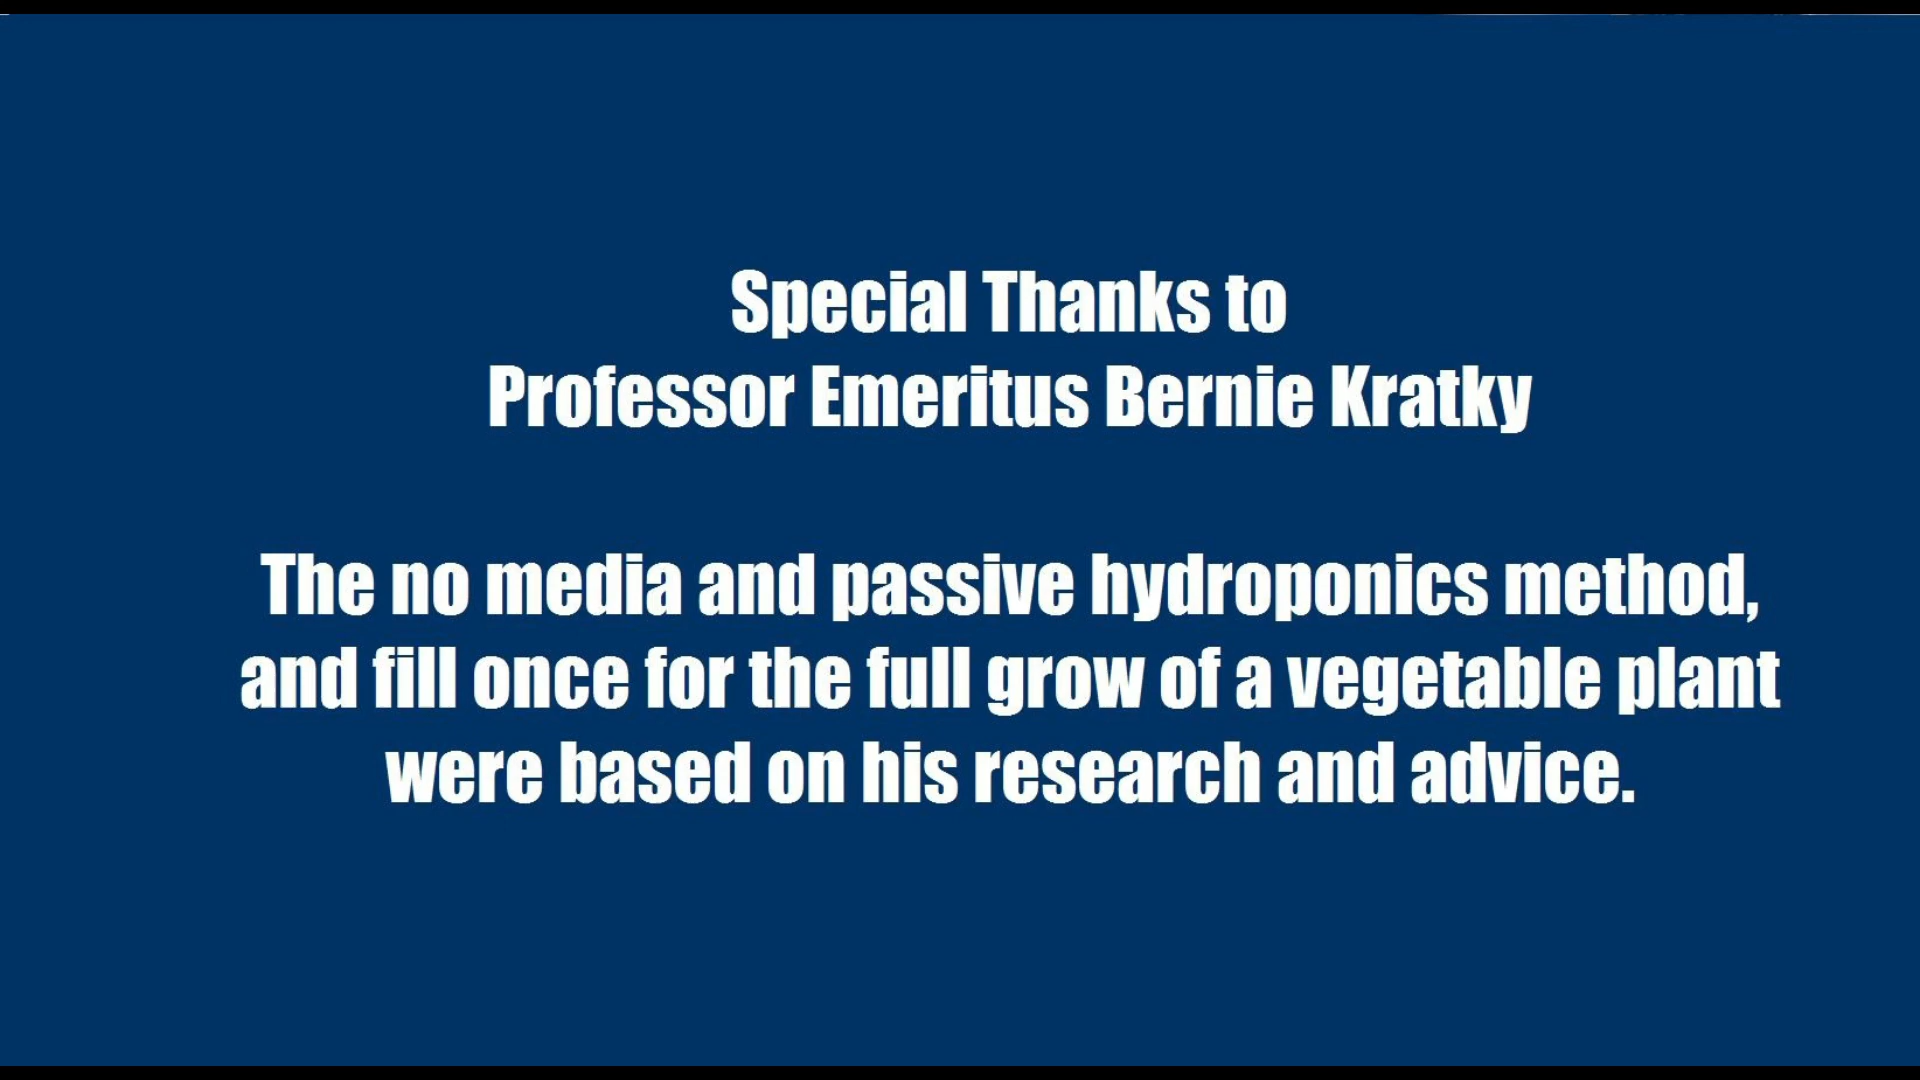 Special Thanks to
Professor Emeritus Bernie Kratky
The no media and passive hydroponics method,
and fill once for the full grow of a vegetable plant
were based on his research and advice.